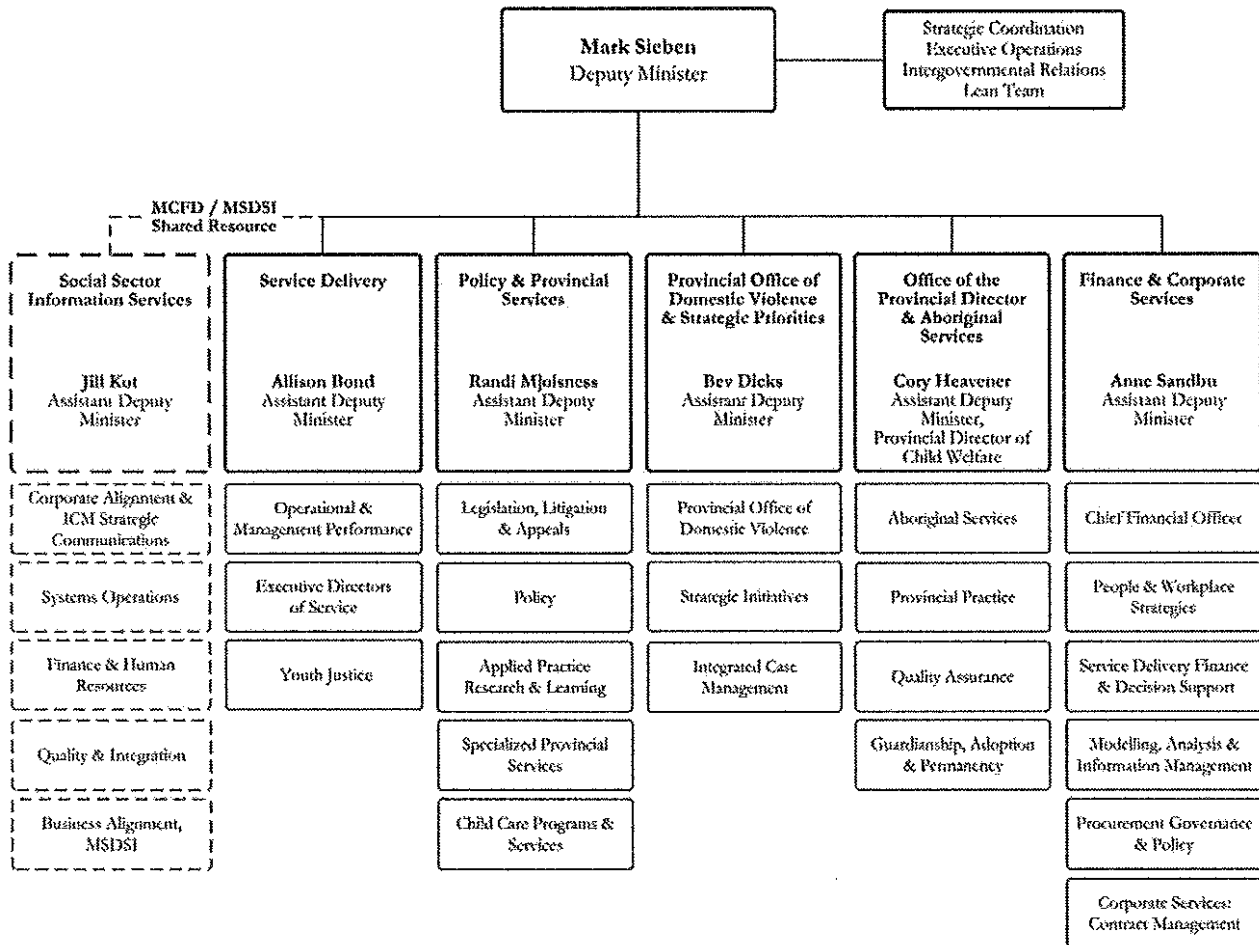 Mark Sieben
Deputy Minister
Strategic Coordination
Executive Operations
Intergovernmental Relations
Lean Team
MCFD / MSDSI
Shared Resource
Social Sector
Information Services
Jill Kot
Assistant Deputy
Minister
Corporate Alignment &
ICM Strategic
Communications
Systems Operations
Finance & Human
Resources
Quality & Integration
Business Alignment,
MSDSI
Service Delivery
Allison Bond
Assistant Deputy
Minister
Operational &
Management Performance
Executive Directors
of Service
Youth Justice
Policy & Provincial
Services
Randi Mjolsness
Assistant Deputy
Minister
Legislation, Litigation
& Appeals
Policy
Applied Practice
Research & Learning
Specialized Provincial
Services
Child Care Programs &
Services
Provincial Office of
Domestic Violence
& Strategic Priorities
Bev Dicks
Assistant Deputy
Minister
Provincial Office of
Domestic Violence
Strategic Initiatives
Integrated Case
Management
Office of the
Provincial Director
& Aboriginal
Services
Cory Heavener
Assistant Deputy
Minister,
Provincial Director of
Child Welfare
Aboriginal Services
Provincial Practice
Quality Assurance
Guardianship, Adoption
& Permanency
Finance & Corporate
Services
Anne Sandbu
Assistant Deputy
Minister
Chief Financial Officer
People & Workplace
Strategies
Service Delivery Finance
& Decision Support
Modelling, Analysis &
Information Management
Procurement Governance
& Policy
Corporate Services:
Contract Management